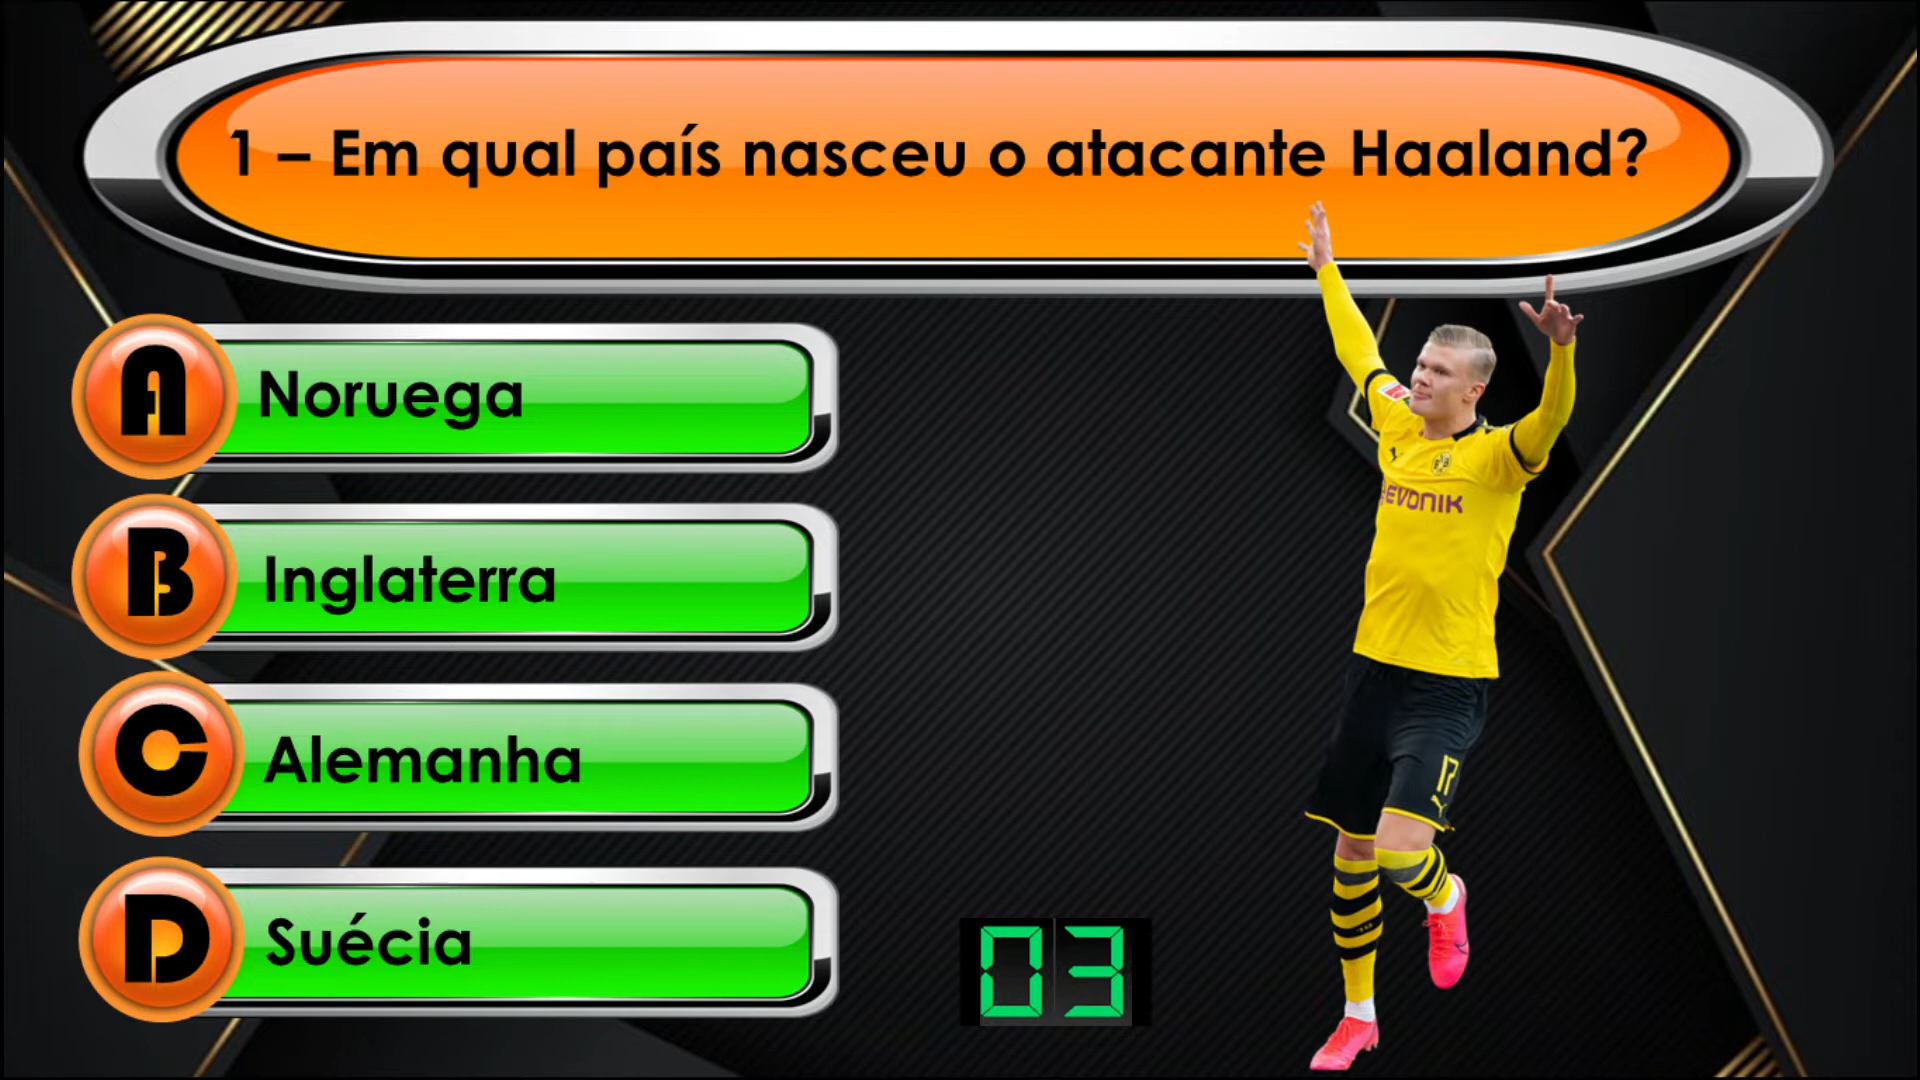 1 – Em qual país nasceu o atacante Haaland?
A Noruega
B Inglaterra
C Alemanha
D Suécia
EVONIK
17
03